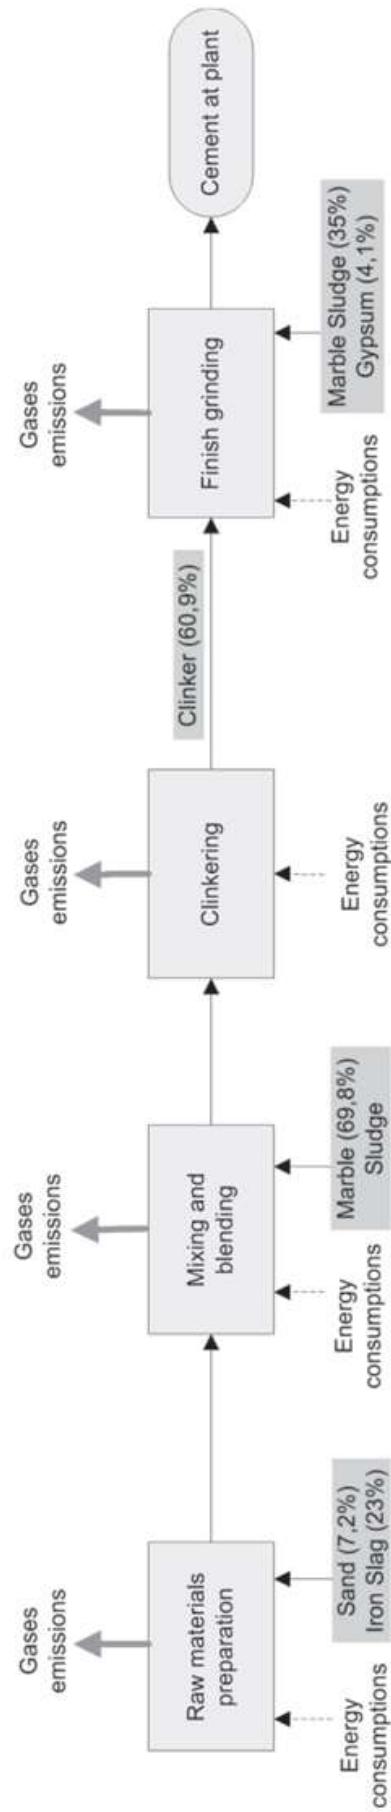 Gases
emissions
Raw materials
preparation
Energy
consumptions
Sand (7,2%)
Iron Slag (23%)
Gases
emissions
Mixing and
blending
Energy
consumptions
Marble (69,8%)
Sludge
Gases
emissions
Clinkering
Energy
consumptions
Clinker (60,9%)
Gases
emissions
Finish grinding
Energy
consumptions
Marble Sludge (35%)
Gypsum (4,1%)
Cement at plant